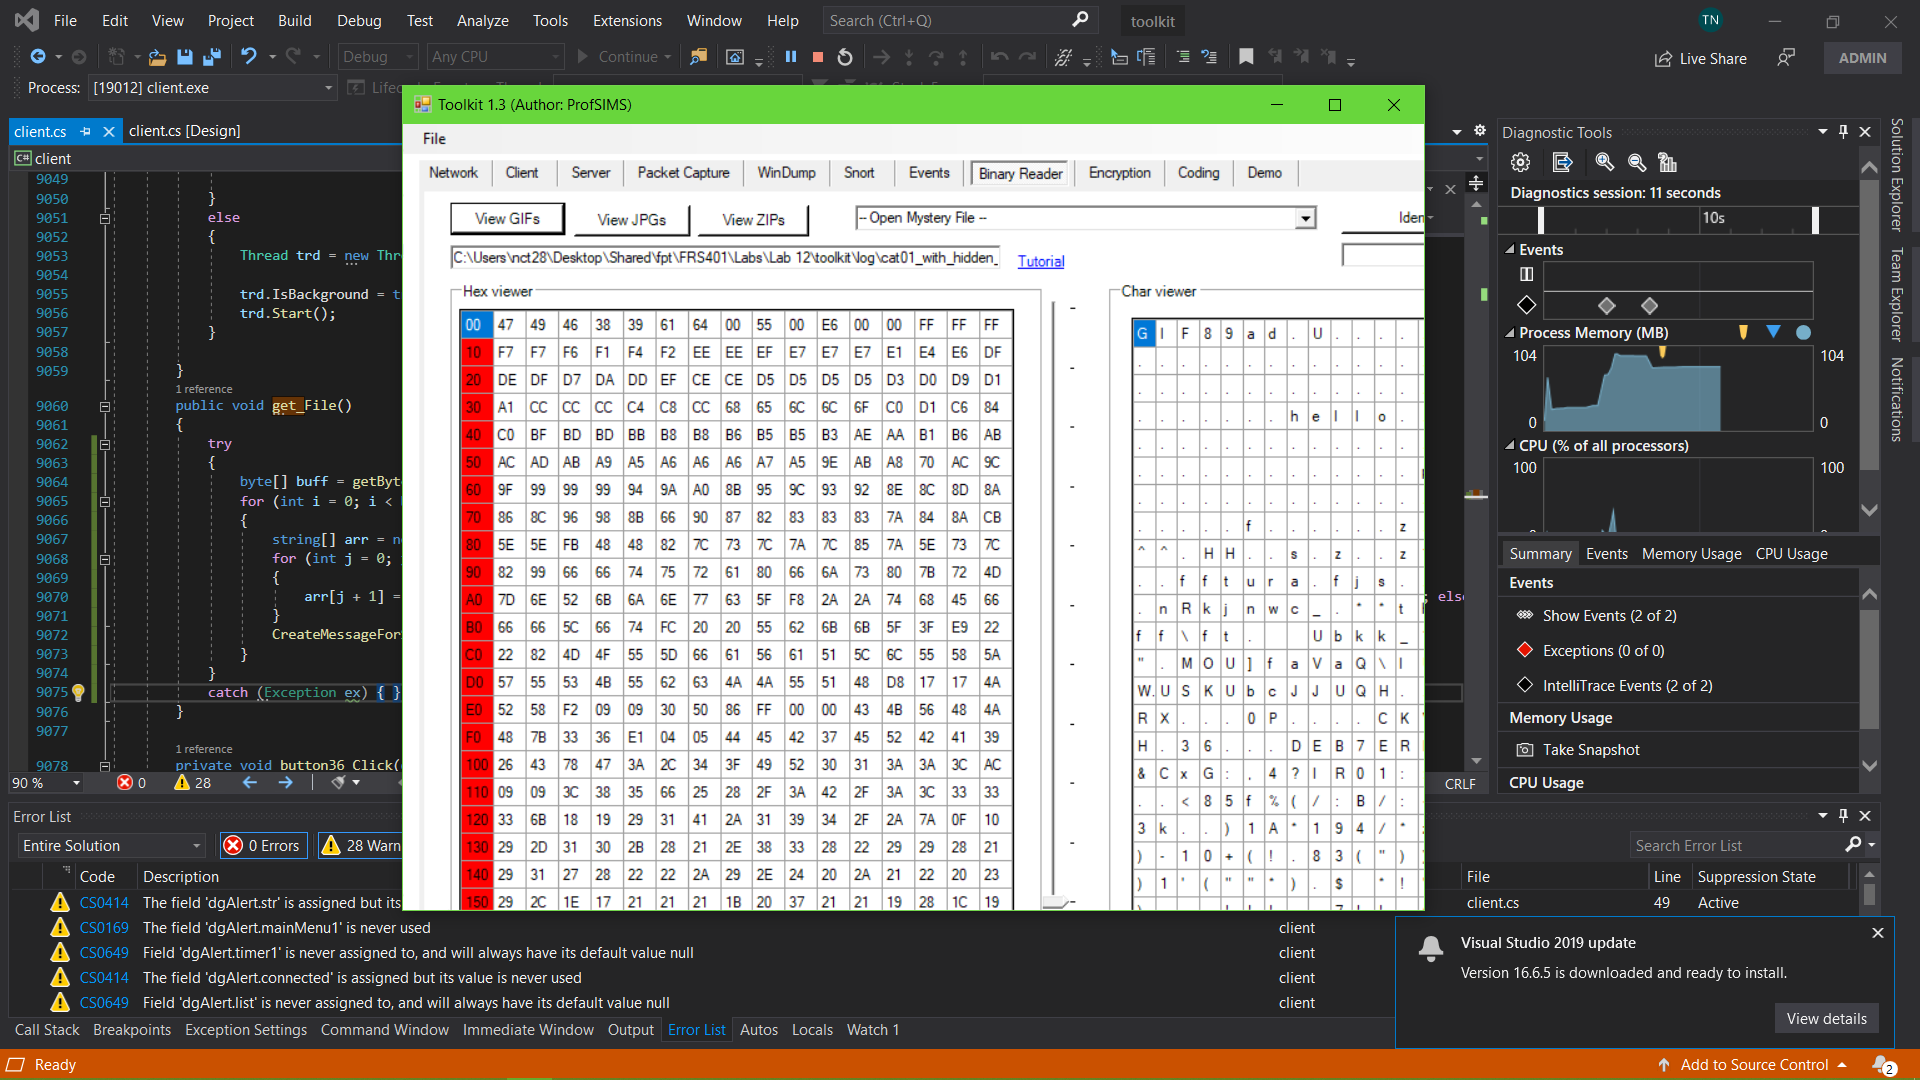 File Edit View Project Build Debug Test Analyze Tools Extensions Window Help Search (Ctrl+Q) toolkit TN
Debug Any CPU Continue Live Share ADMIN
Process: [19012] client.exe
Toolkit 1.3 (Author: ProfSIMS)
File
Network Client Server Packet Capture WinDump Snort Events Binary Reader Encryption Coding Demo
View GIFs View JPGs View ZIPs -- Open Mystery File --
C:\Users\nct28\Desktop\Shared\fpt\FRS401\Labs\Lab 12\toolkit\log\cat01_with_hidden_ Tutorial
Hex viewer
00 47 49 46 38 39 61 64 00 55 00 E6 00 00 FF FF FF
10 F7 F7 F6 F1 F4 F2 EE EE EF E7 E7 E7 E1 E4 E6 DF
20 DE DF D7 DA DD EF CE CE D5 D5 D5 D5 D3 D0 D9 D1
30 A1 CC CC CC C4 C8 CC 68 65 6C 6C 6F C0 D1 C6 84
40 C0 BF BD BD BB B8 B8 B6 B5 B5 B3 AE AA B1 B6 AB
50 AC AD AB A9 A5 A6 A6 A6 A7 A5 9E AB A8 70 AC 9C
60 9F 99 99 99 94 9A A0 8B 95 9C 93 92 8E 8C 8D 8A
70 86 8C 96 98 8B 66 90 87 82 83 83 83 7A 84 8A CB
80 5E 5E FB 48 48 82 7C 73 7C 7A 7C 85 7A 5E 73 7C
90 82 99 66 66 74 75 72 61 80 66 6A 73 80 7B 72 4D
A0 7D 6E 52 6B 6A 6E 77 63 5F F8 2A 2A 74 68 45 66
B0 66 66 5C 66 74 FC 20 20 55 62 6B 6B 5F 3F E9 22
C0 22 82 4D 4F 55 5D 66 61 56 61 51 5C 6C 55 58 5A
D0 57 55 53 4B 55 62 63 4A 4A 55 51 48 D8 17 17 4A
E0 52 58 F2 09 09 30 50 86 FF 00 00 43 4B 56 48 4A
F0 48 7B 33 36 E1 04 05 44 45 42 37 45 52 42 41 39
100 26 43 78 47 3A 2C 34 3F 49 52 30 31 3A 3A 3C AC
110 09 09 3C 38 35 66 25 28 2F 3A 42 2F 3A 3C 33 33
120 33 6B 18 19 29 31 41 2A 31 39 34 2F 2A 7A 0F 10
130 29 2D 31 30 2B 28 21 2E 38 33 28 22 29 29 28 21
140 29 31 27 28 22 22 2A 29 2E 24 20 2A 21 22 20 23
150 29 2C 1E 17 21 21 21 1B 20 37 21 21 19 28 1C 19
Char viewer
G I F 8 9 a d . U . . . .
. . . . . . . . . . . . .
. . . . . . . . . . . . .
. . . . . . . h e l l o .
. . . . . . . . . . . . .
. . . . . . . . . . . . .
. . . . . . . . . . . . .
. . . . . f . . . . . . z
^ ^ . H H . . s . z . . z
. . f f t u r a . f j s .
. n R k j n w c _ . * * t
f f \ f t . U b k k _
" . M O U ] f a V a Q \ l
W U S K U b c J J U Q H .
R X . . . 0 P . . . . C K
H . 3 6 . . . D E B 7 E R
& C x G : , 4 ? I R 0 1 :
. . < 8 5 f % ( / : B / :
3 k . . ) 1 A * 1 9 4 / *
) - 1 0 + ( ! . 8 3 ( " )
) 1 ' ( " " * ) . $ * !
client.cs client.cs [Design]
client
9049
9050 }
9051 else
9052 {
9053 Thread trd = new Thr
9054
9055 trd.IsBackground = t
9056 trd.Start();
9057 }
9058
9059 }
1 reference
9060 public void get_File()
9061 {
9062 try
9063 {
9064 byte[] buff = getByt
9065 for (int i = 0; i <
9066 {
9067 string[] arr = n
9068 for (int j = 0;
9069 {
9070 arr[j + 1] = ; else
9071 }
9072 CreateMessageFor
9073 }
9074 }
9075 catch (Exception ex) { }
9076 }
9077
1 reference
9078 private void button36_Click(
90 % 0 28 CRLF
Diagnostic Tools
Diagnostics session: 11 seconds
10s
Events
Process Memory (MB)
104 104
0 0
CPU (% of all processors)
100 100
Summary Events Memory Usage CPU Usage
Events
Show Events (2 of 2)
Exceptions (0 of 0)
IntelliTrace Events (2 of 2)
Memory Usage
Take Snapshot
CPU Usage
Solution Explorer
Team Explorer
Notifications
Error List
Entire Solution 0 Errors 28 Warn Search Error List
Code Description File Line Suppression State
CS0414 The field 'dgAlert.str' is assigned but its client.cs 49 Active
CS0169 The field 'dgAlert.mainMenu1' is never used client
CS0649 Field 'dgAlert.timer1' is never assigned to, and will always have its default value null client
CS0414 The field 'dgAlert.connected' is assigned but its value is never used client
CS0649 Field 'dgAlert.list' is never assigned to, and will always have its default value null client
Visual Studio 2019 update
Version 16.6.5 is downloaded and ready to install.
View details
Call Stack Breakpoints Exception Settings Command Window Immediate Window Output Error List Autos Locals Watch 1
Ready Add to Source Control 2